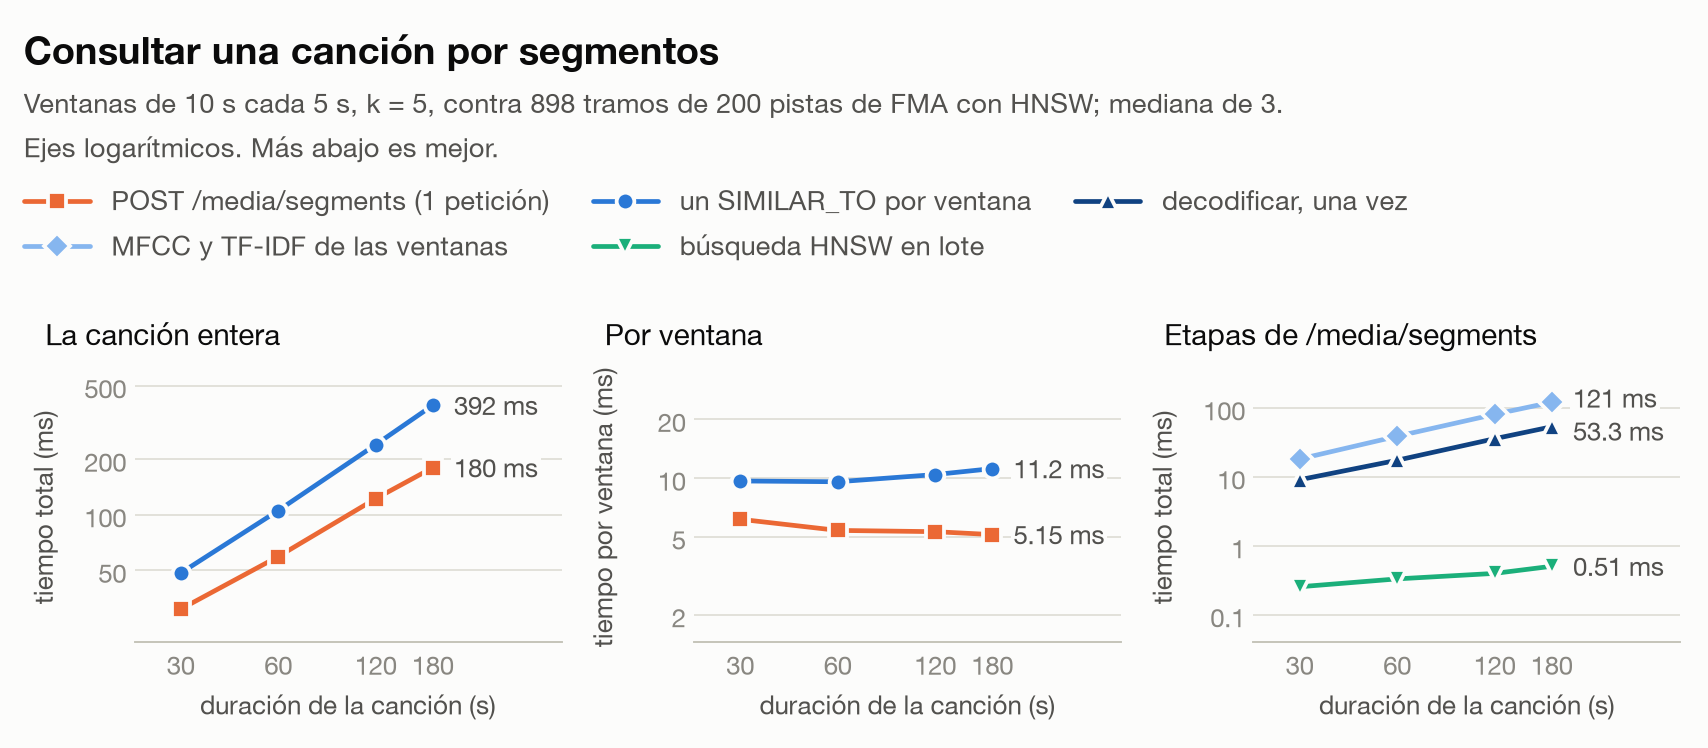 Consultar una canción por segmentos
Ventanas de 10 s cada 5 s, k = 5, contra 898 tramos de 200 pistas de FMA con HNSW; mediana de 3.
Ejes logarítmicos. Más abajo es mejor.
POST /media/segments (1 petición)
un SIMILAR_TO por ventana
decodificar, una vez
MFCC y TF-IDF de las ventanas
búsqueda HNSW en lote
La canción entera
tiempo total (ms)
500
200
100
50
392 ms
180 ms
30 60 120 180
duración de la canción (s)
Por ventana
tiempo por ventana (ms)
20
10
5
2
11.2 ms
5.15 ms
30 60 120 180
duración de la canción (s)
Etapas de /media/segments
tiempo total (ms)
100
10
1
0.1
121 ms
53.3 ms
0.51 ms
30 60 120 180
duración de la canción (s)